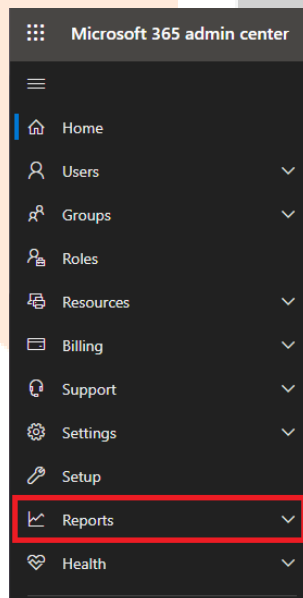 Microsoft 365 admin center
Home
Users
Groups
Roles
Resources
Billing
Support
Settings
Setup
Reports
Health